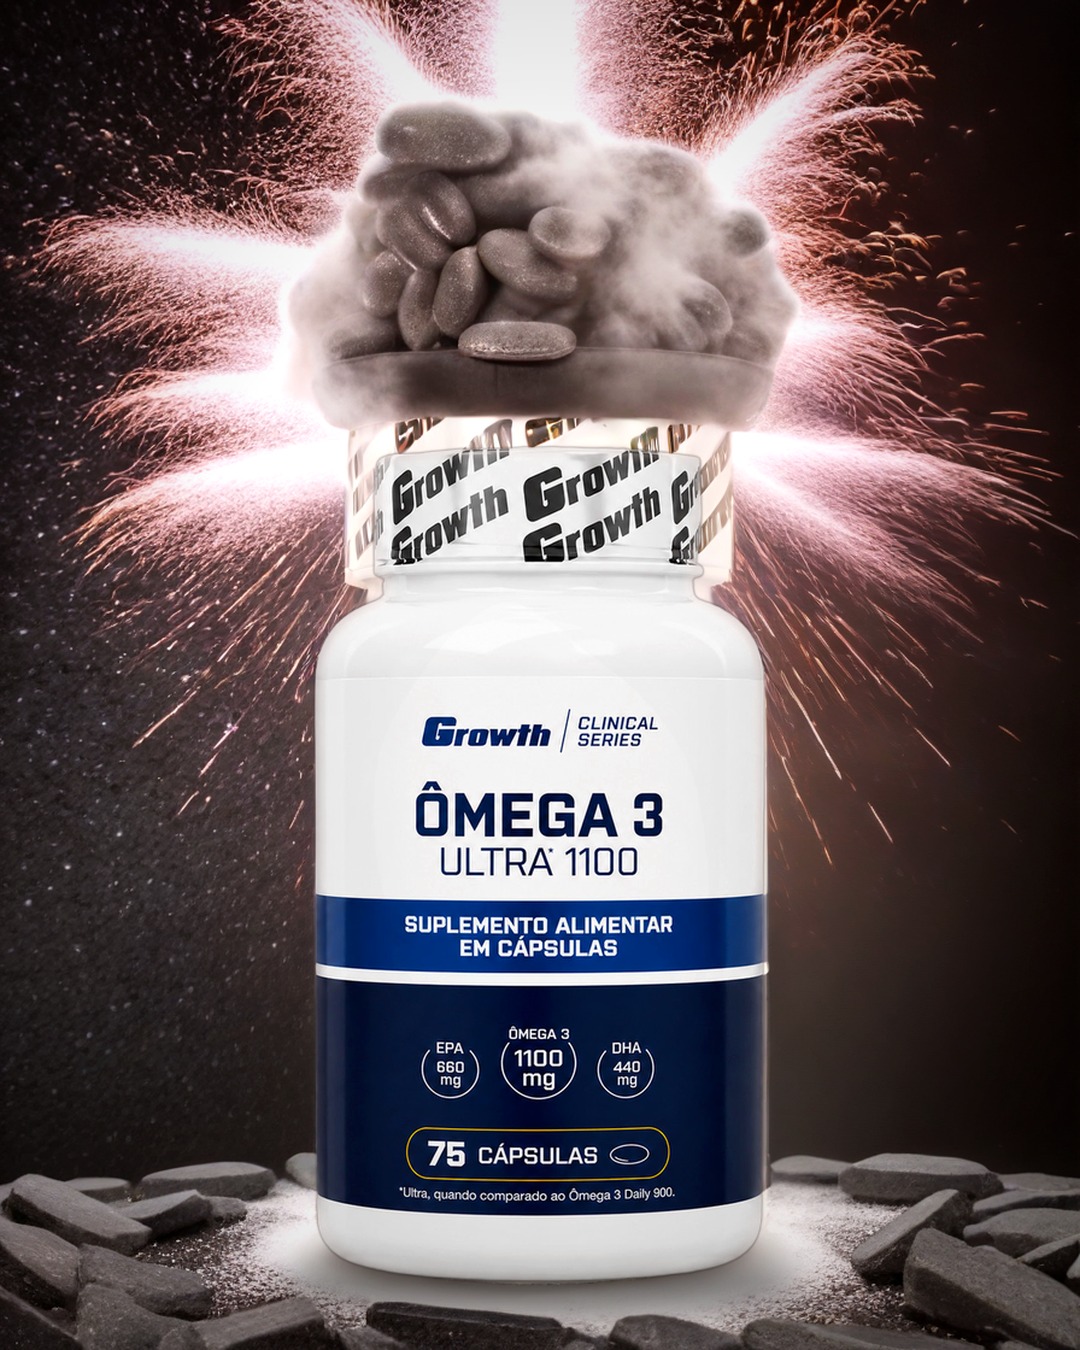 Growth Growth
Growth Growth
Growth
CLINICAL
SERIES
ÔMEGA 3
ULTRA* 1100
SUPLEMENTO ALIMENTAR
EM CÁPSULAS
EPA
660
mg
ÔMEGA 3
1100
mg
DHA
440
mg
75 CÁPSULAS
*Ultra, quando comparado ao Ômega 3 Daily 900.